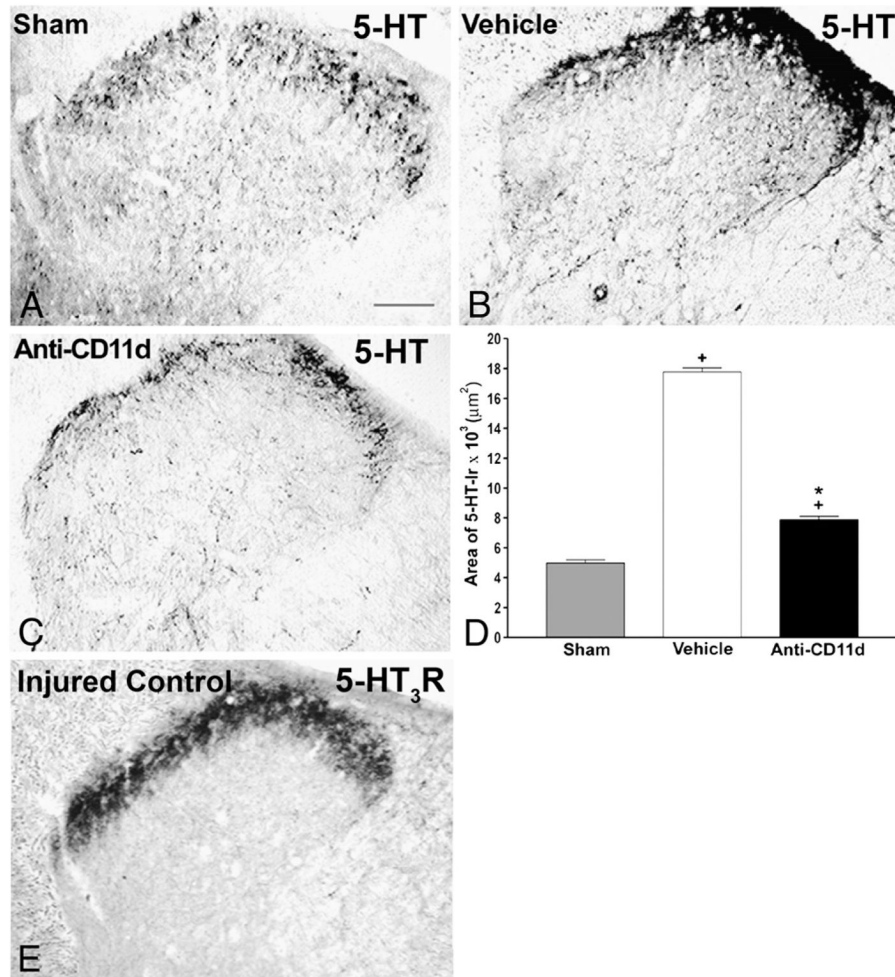 Sham 5-HT
A
Vehicle 5-HT
B
Anti-CD11d 5-HT
C
Area of 5-HT-Ir x 10³ (µm²)
20
18
16
14
12
10
8
6
4
2
0
+
*
+
Sham Vehicle Anti-CD11d
D
Injured Control 5-HT₃R
E